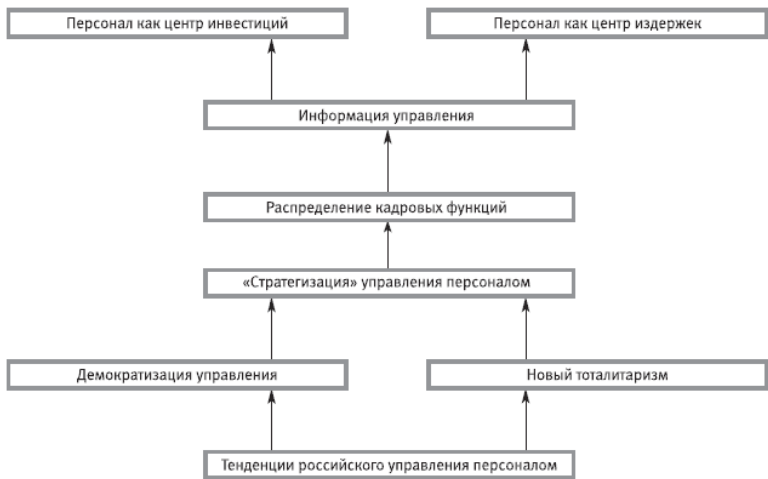 Персонал как центр инвестиций
Персонал как центр издержек
Информация управления
Распределение кадровых функций
«Стратегизация» управления персоналом
Демократизация управления
Новый тоталитаризм
Тенденции российского управления персоналом